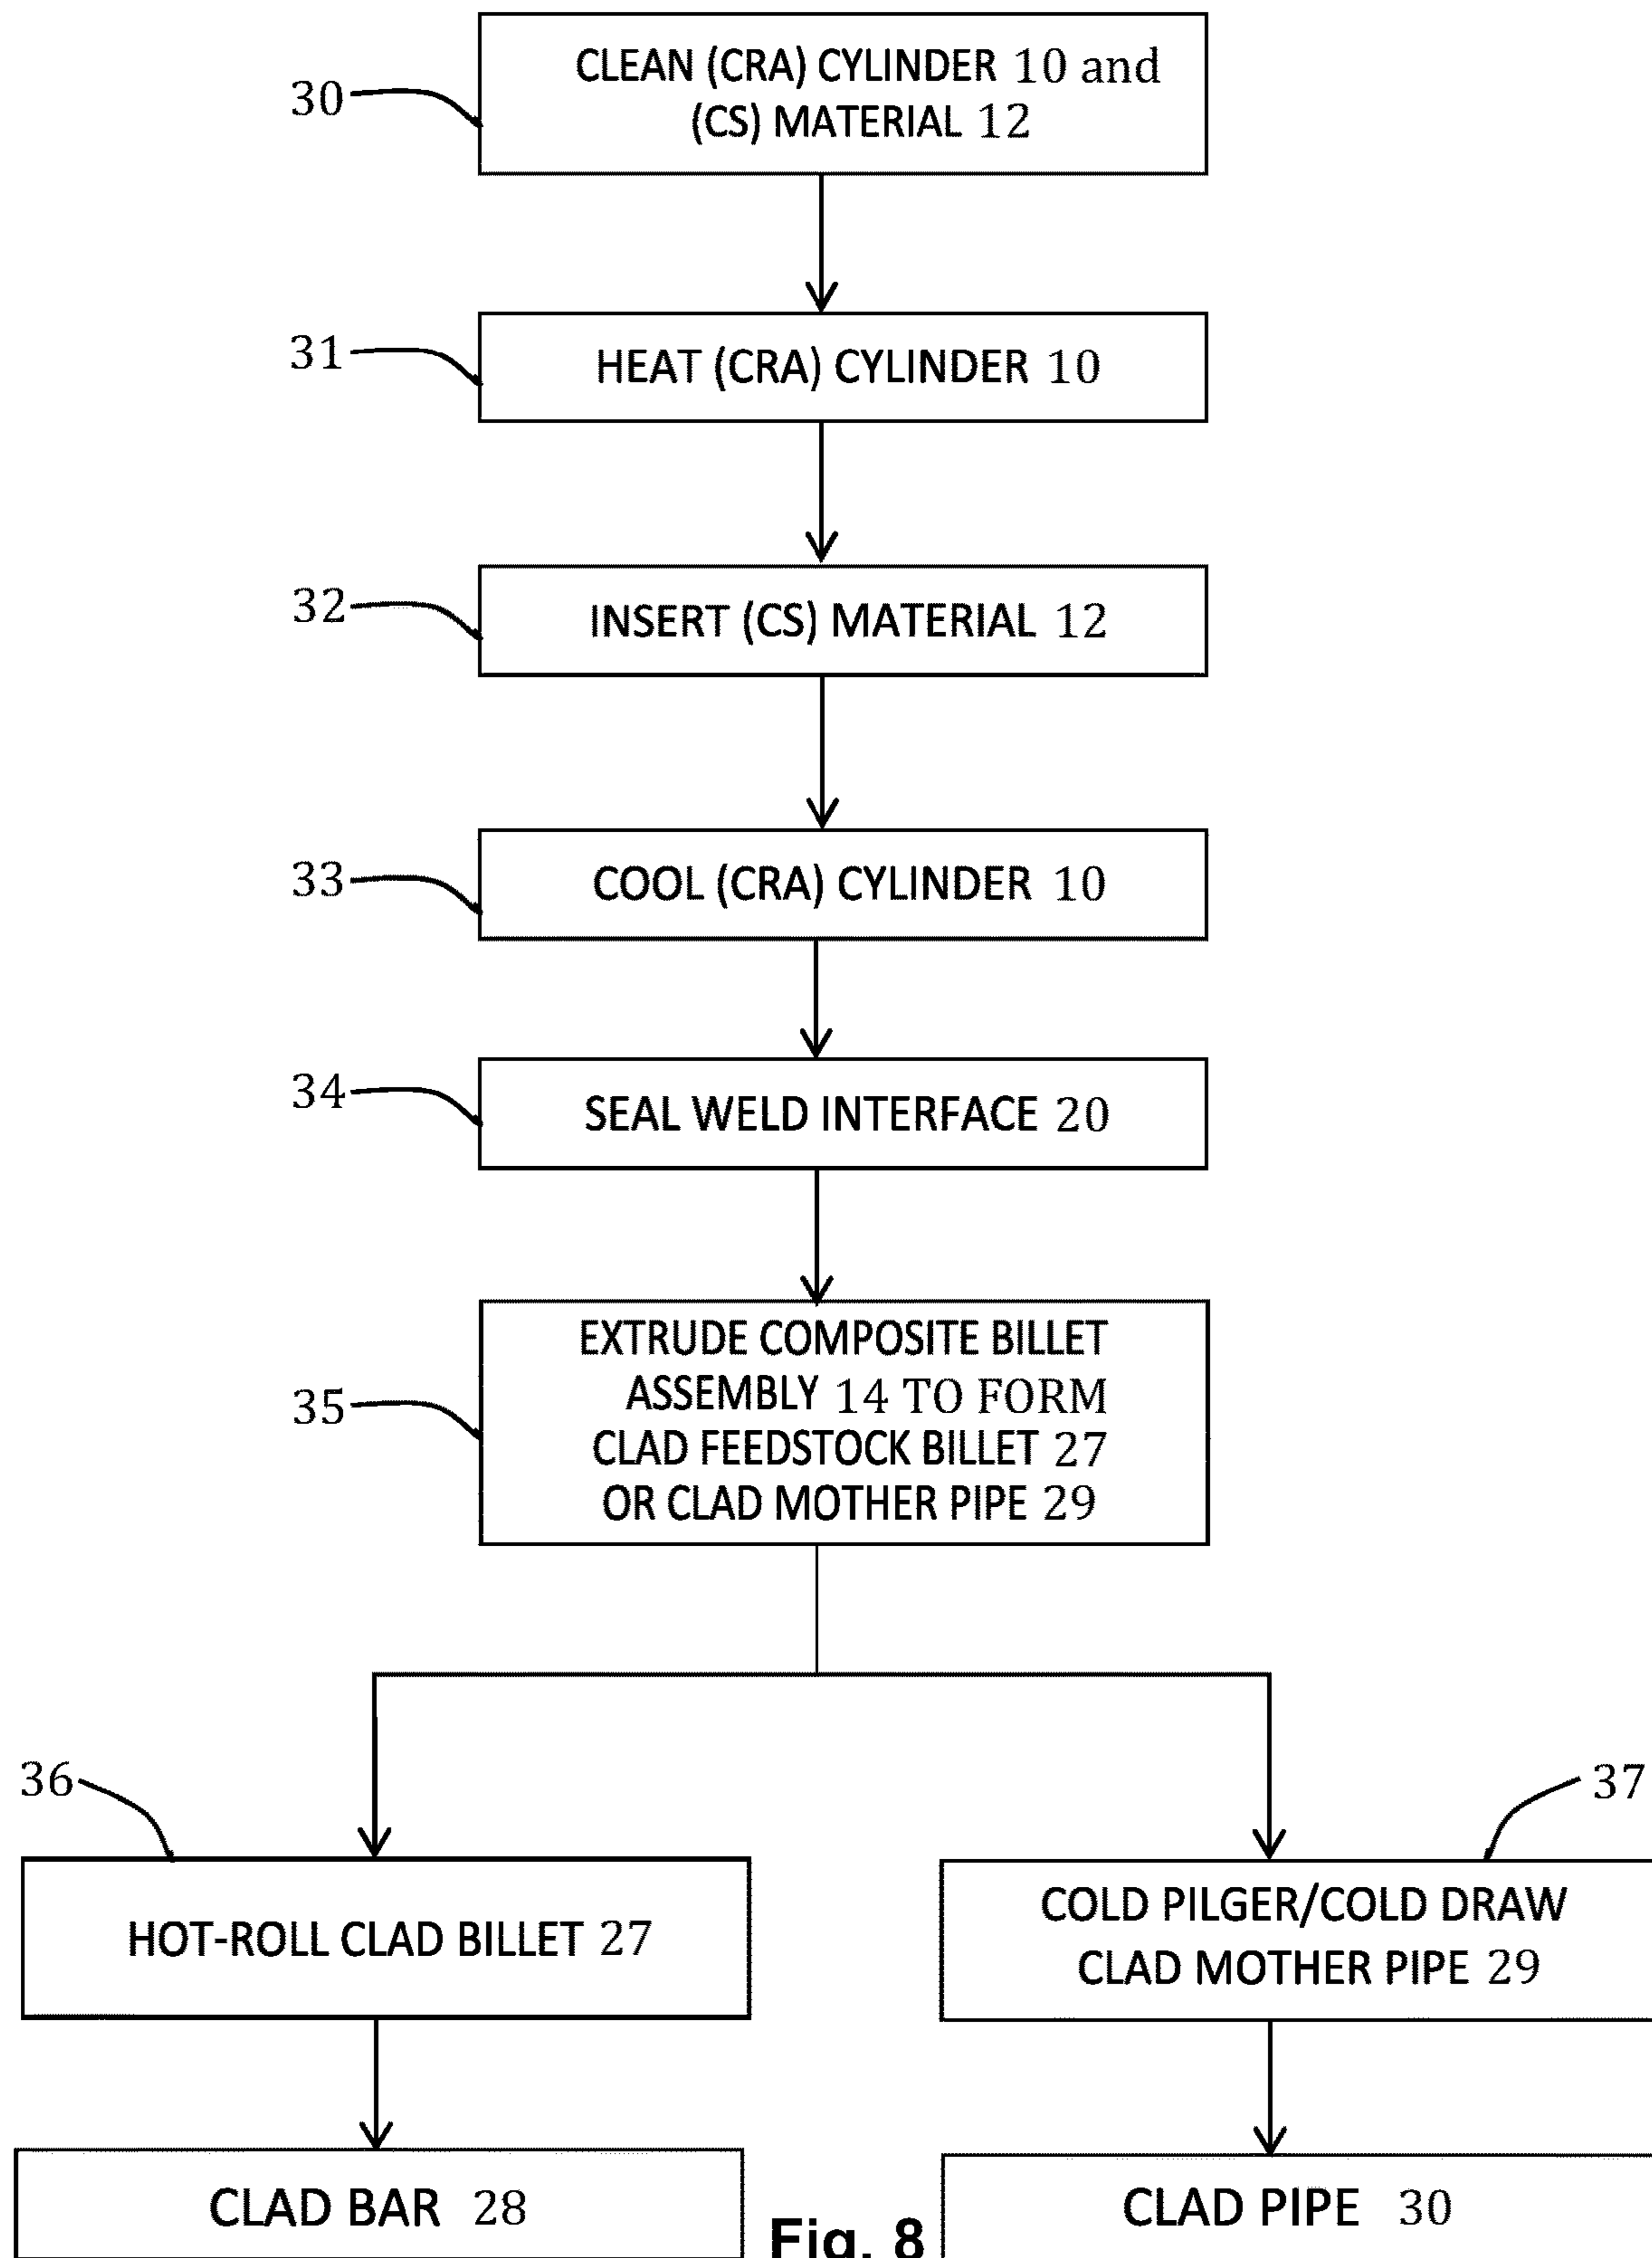 30
CLEAN (CRA) CYLINDER 10 and
(CS) MATERIAL 12
31
HEAT (CRA) CYLINDER 10
32
INSERT (CS) MATERIAL 12
33
COOL (CRA) CYLINDER 10
34
SEAL WELD INTERFACE 20
35
EXTRUDE COMPOSITE BILLET
ASSEMBLY 14 TO FORM
CLAD FEEDSTOCK BILLET 27
OR CLAD MOTHER PIPE 29
36
HOT-ROLL CLAD BILLET 27
37
COLD PILGER/COLD DRAW
CLAD MOTHER PIPE 29
CLAD BAR 28
CLAD PIPE 30
Fig. 8